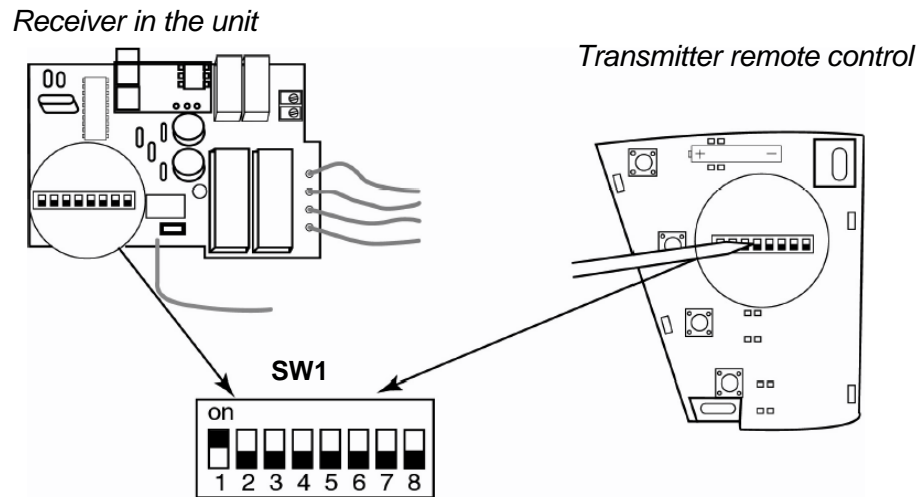 Receiver in the unit
Transmitter remote control
+ −
SW1
on
1 2 3 4 5 6 7 8